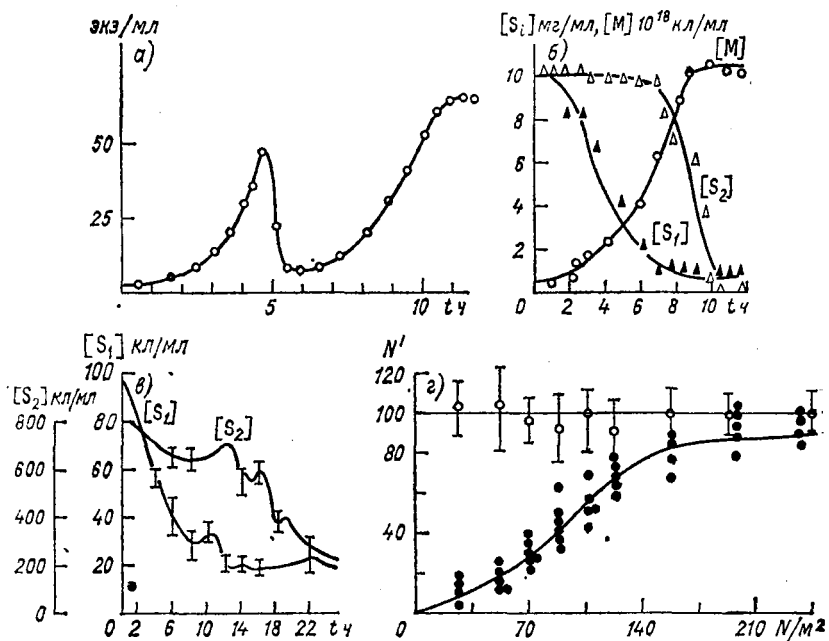 экз/мл
а)
50
25
5
10
t ч
[Sᵢ] мг/мл, [M] 10¹⁸ кл/мл
б)
[M]
10
8
6
4
2
[S₂]
[S₁]
0 2 4 6 8 10 t ч
[S₁] кл/мл
в)
100
80
60
40
20
[S₂] кл/мл
800
600
400
200
0
[S₁]
[S₂]
0 2 6 10 14 18 22 t ч
N'
г)
120
100
80
40
0 70 140 210 N/м²